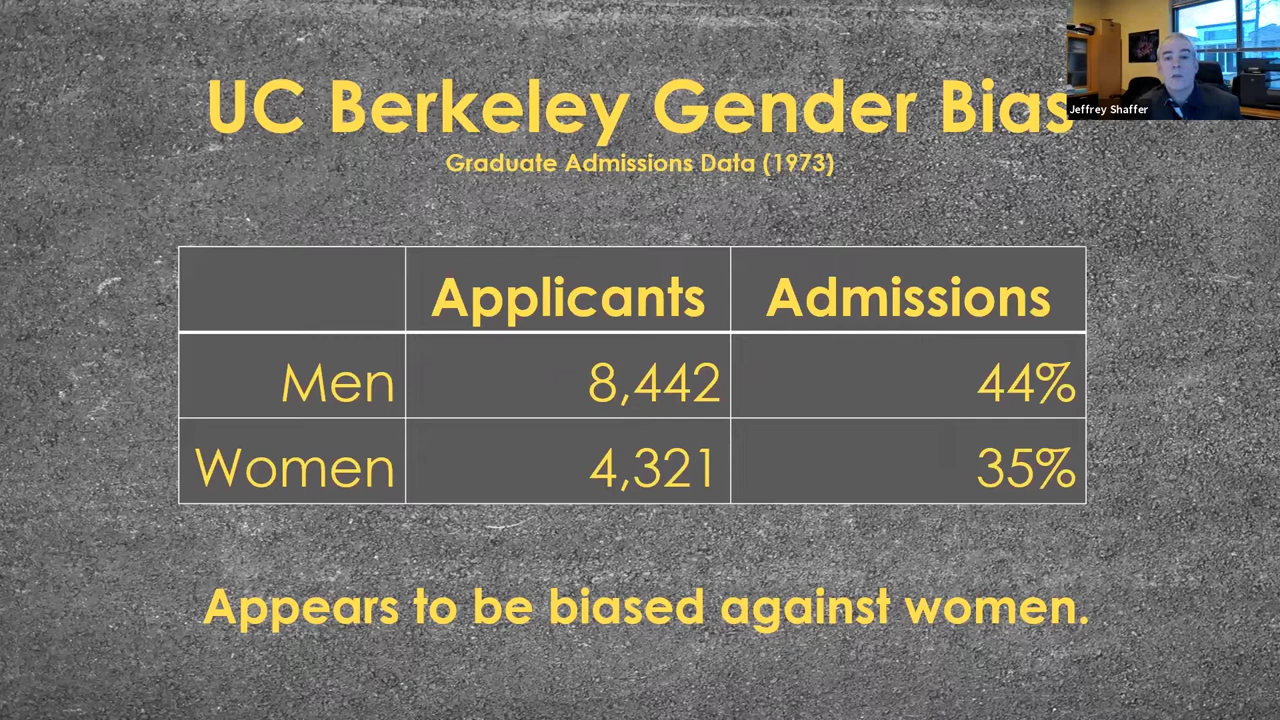 UC Berkeley Gender Bias
Jeffrey Shaffer
Graduate Admissions Data (1973)
Applicants Admissions
Men 8,442 44%
Women 4,321 35%
Appears to be biased against women.